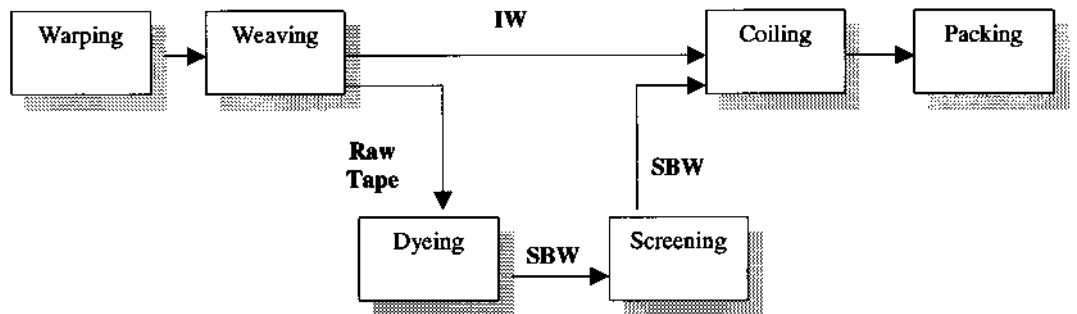 Warping
Weaving
IW
Coiling
Packing
Raw
Tape
SBW
Dyeing
SBW
Screening